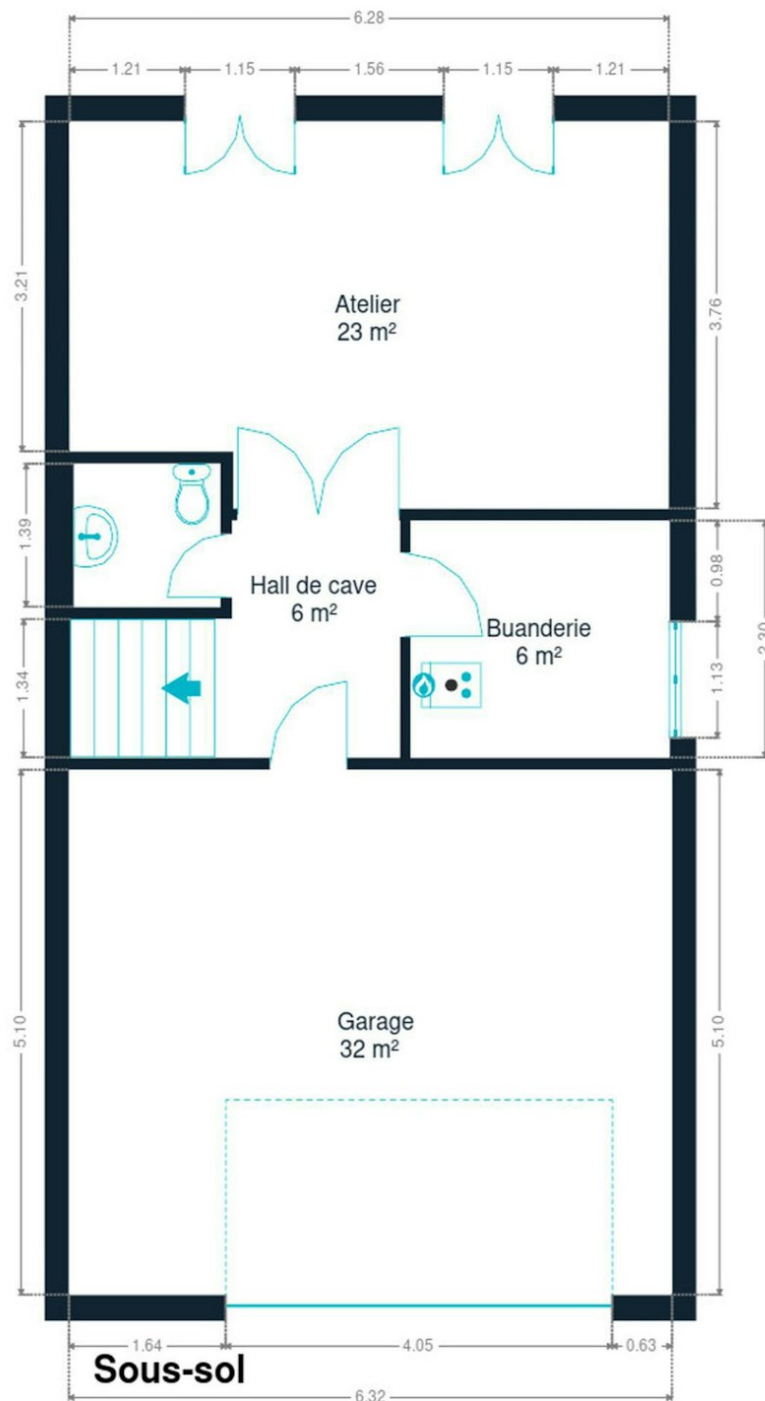 6.28
1.21 1.15 1.56 1.15 1.21
3.21
3.76
Atelier
23 m²
1.39
0.98
Hall de cave
6 m²
Buanderie
6 m²
2.30
1.13
1.34
Garage
32 m²
5.10
5.10
1.64 4.05 0.63
Sous-sol
6.32